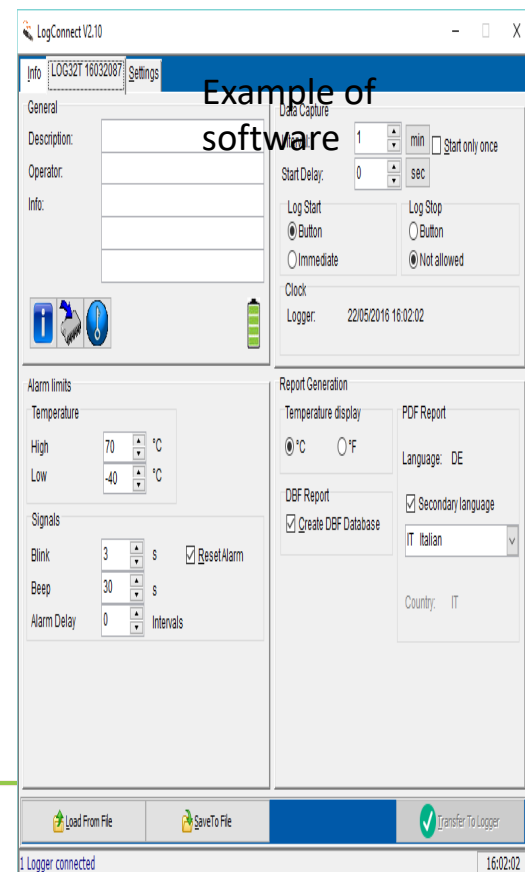 LogConnect V2.10
Info LOG32T 16032087 Settings
Example of
software
General
Description:
Operator:
Info:
Data Capture
1 min Start only once
Start Delay: 0 sec
Log Start
Button
Immediate
Log Stop
Button
Not allowed
Clock
Logger: 22/05/2016 16:02:02
Alarm limits
Temperature
High 70 °C
Low -40 °C
Signals
Blink 3 s ResetAlarm
Beep 30 s
Alarm Delay 0 Intervals
Report Generation
Temperature display
°C °F
DBF Report
Create DBF Database
PDF Report
Language: DE
Secondary language
IT Italian
Country: IT
Load From File SaveTo File Transfer To Logger
1 Logger connected 16:02:02